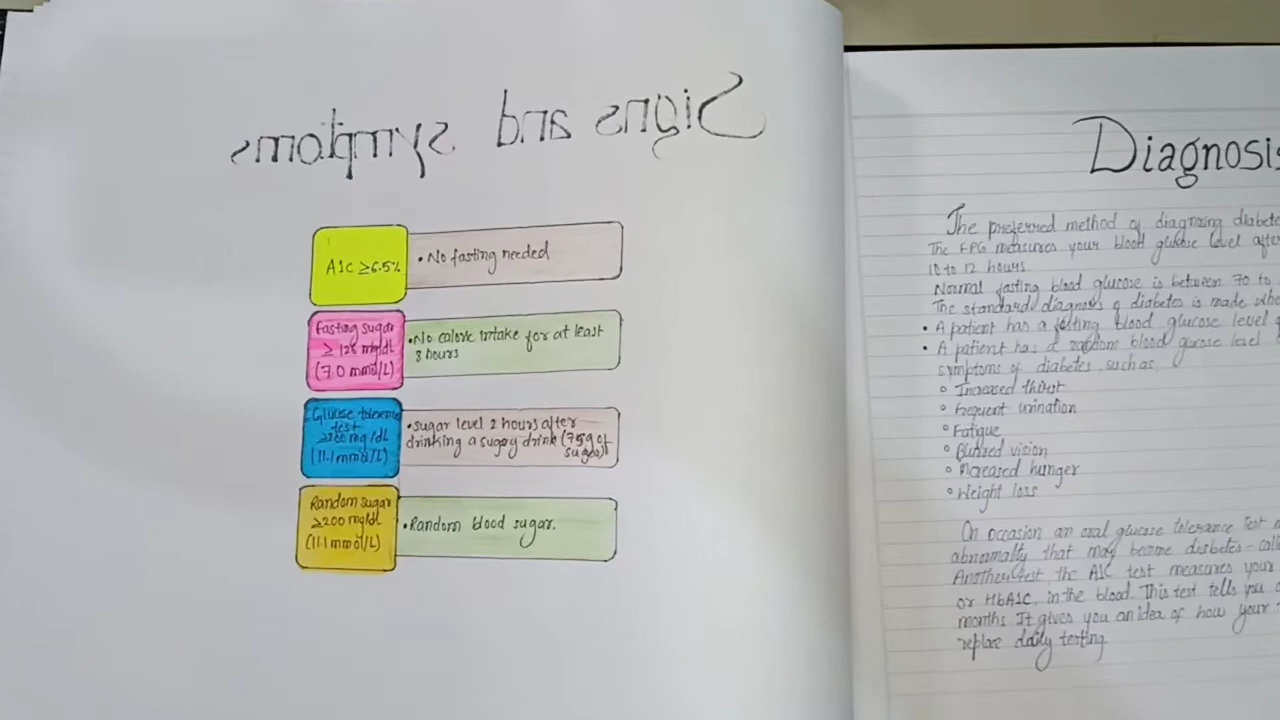 Signs and symptoms
A1C ≥6.5%
• No fasting needed
Fasting sugar
≥ 125 mg/dl
(7.0 mmol/L)
• No caloric intake for at least
8 hours
Glucose tolerence
test
≥200 mg/dL
(11.1 mmol/L)
• sugar level 2 hours after
drinking a sugary drink (75g of
sugar)
Random sugar
≥200 mg/dl
(11.1 mmol/L)
• Random blood sugar.
Diagnosis
The preferred method of diagnosing
The FPG measures your blood glucose level after
10 to 12 hours.
Normal fasting blood glucose is between 70 to
The standard diagnosis of diabetes is made
• A patient has a fasting blood glucose level
• A patient has a random blood glucose level
symptoms of diabetes, such as
Increased thirst
Frequent urination
Fatigue
Blurred vision
Increased hunger
Weight loss
On occasion an oral glucose tolerance test
abnormalty that may become diabetes -
Another test, the A1C test measures your
or HbA1C, in the blood. This test tells you
months. It gives you an idea of how your
replace daily testing.